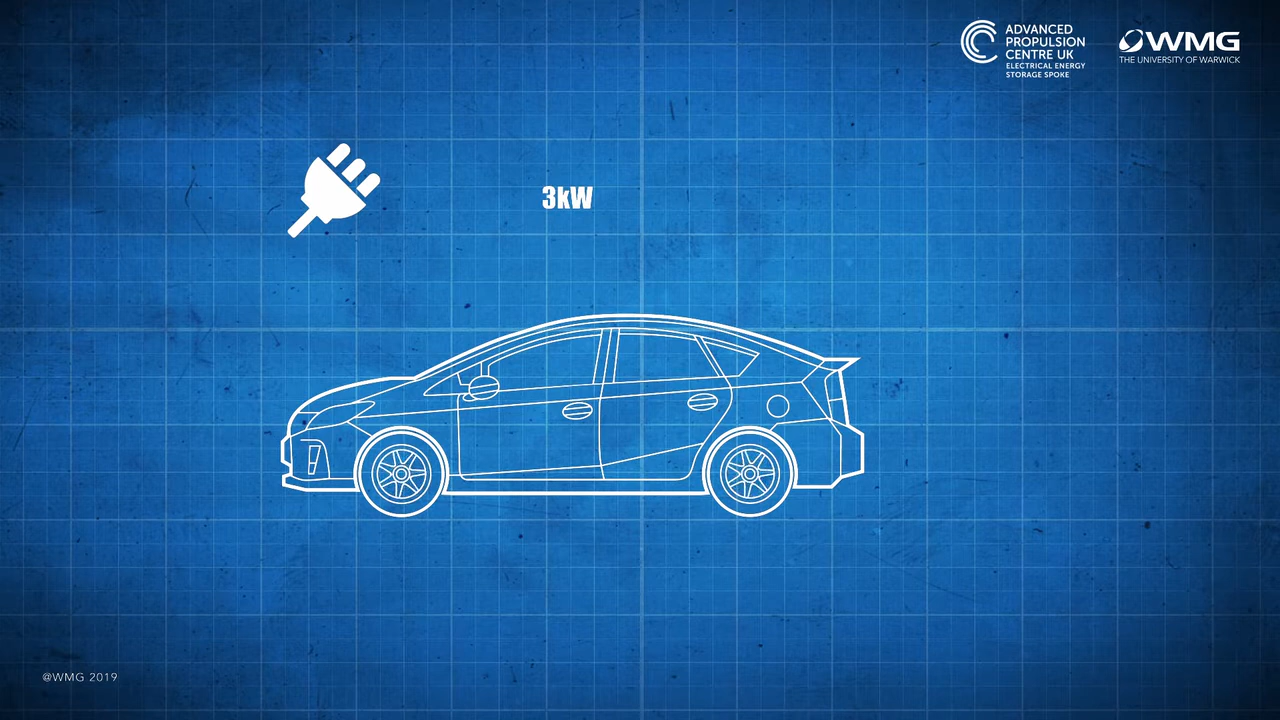 ADVANCED
PROPULSION
CENTRE UK
ELECTRICAL ENERGY
STORAGE SPOKE
WMG
THE UNIVERSITY OF WARWICK
3kW
@WMG 2019